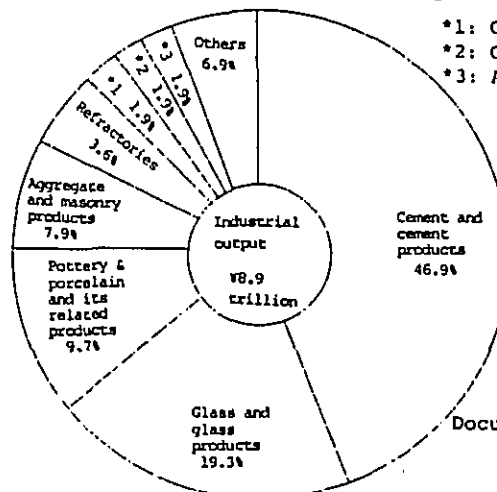 *1: C
*2: C
*3: A
Others
6.9%
*3 1.9%
*2 1.9%
*1 1.9%
Refractories
3.6%
Aggregate
and masonry
products
7.9%
Pottery &
porcelain
and its
related
products
9.7%
Industrial
output
¥8.9
trillion
Cement and
cement
products
46.9%
Glass and
glass
products
19.3%
Docu